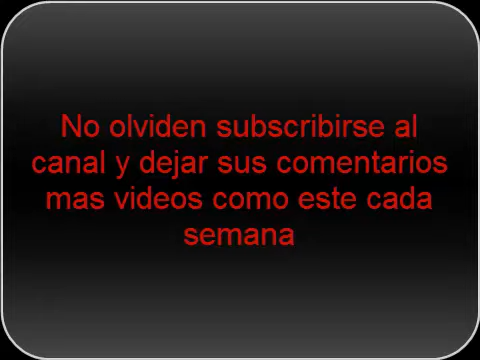 No olviden subscribirse al
canal y dejar sus comentarios
mas videos como este cada
semana